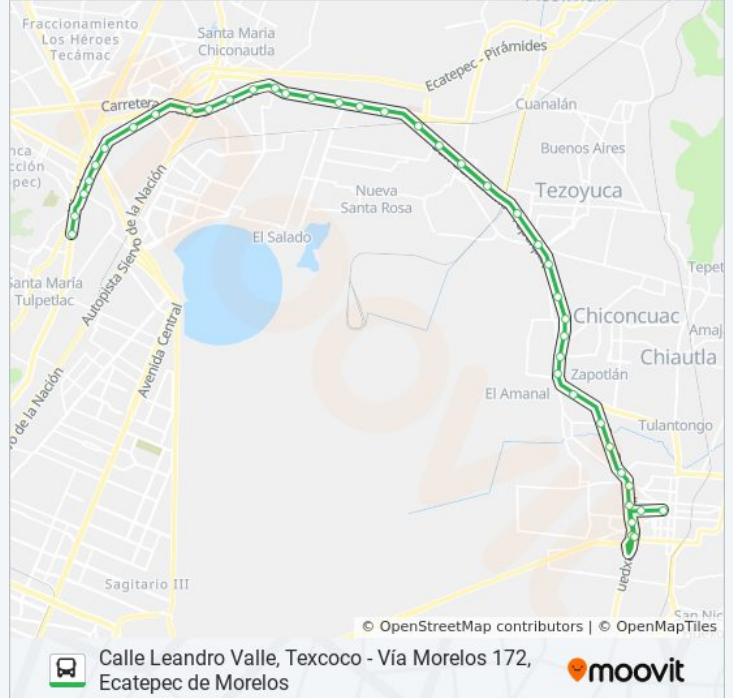 Fraccionamiento
Los Héroes
Tecámac
Santa Maria
Chiconautla
Ecatepec - Pirámides
Carretera
Cuanalán
Buenos Aires
Nueva
Santa Rosa
Tezoyuca
Autopista Siervo de la Nación
El Salado
Santa María
Tulpetlac
Avenida Central
Chiconcuac
Chiautla
Zapotlán
El Amanal
Tulantongo
Sagitario III
© OpenStreetMap contributors | © OpenMapTiles
Calle Leandro Valle, Texcoco - Vía Morelos 172,
Ecatepec de Morelos
moovit